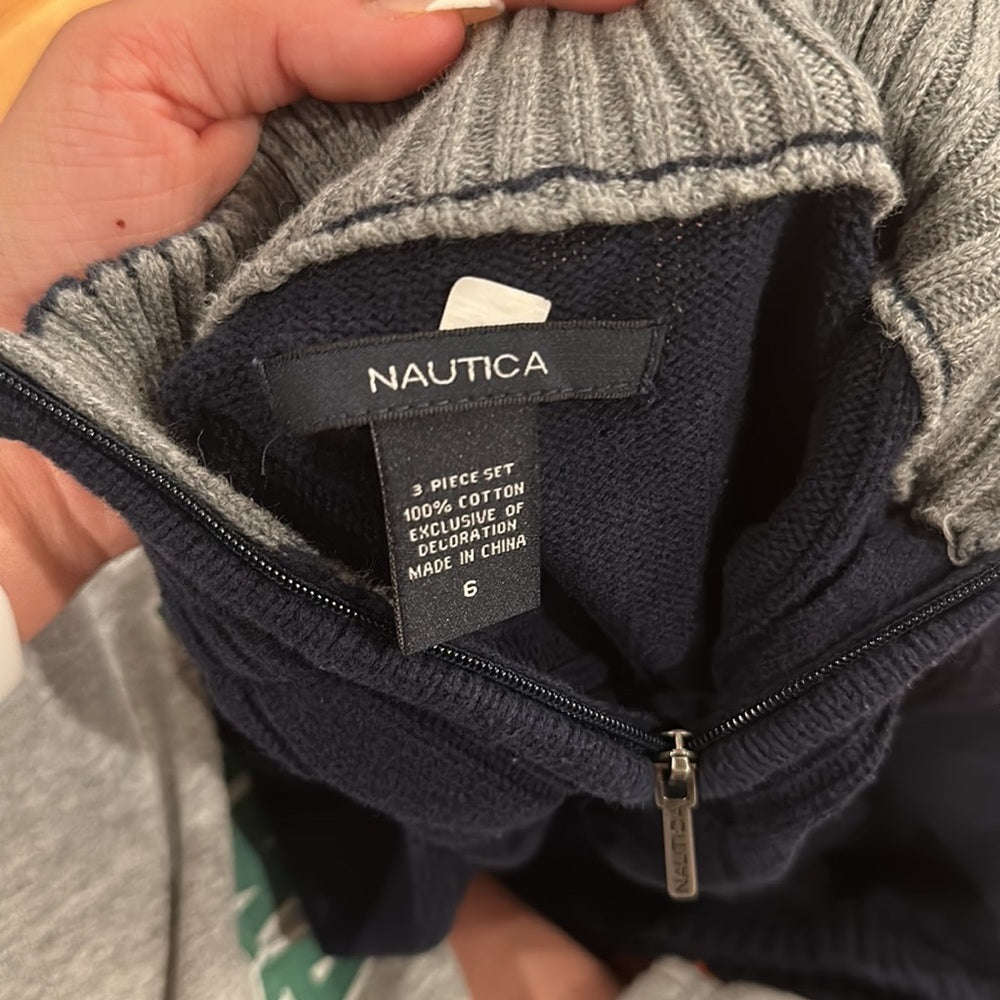 NAUTICA
3 PIECE SET
100% COTTON
EXCLUSIVE OF
DECORATION
MADE IN CHINA
6
NAUTICA